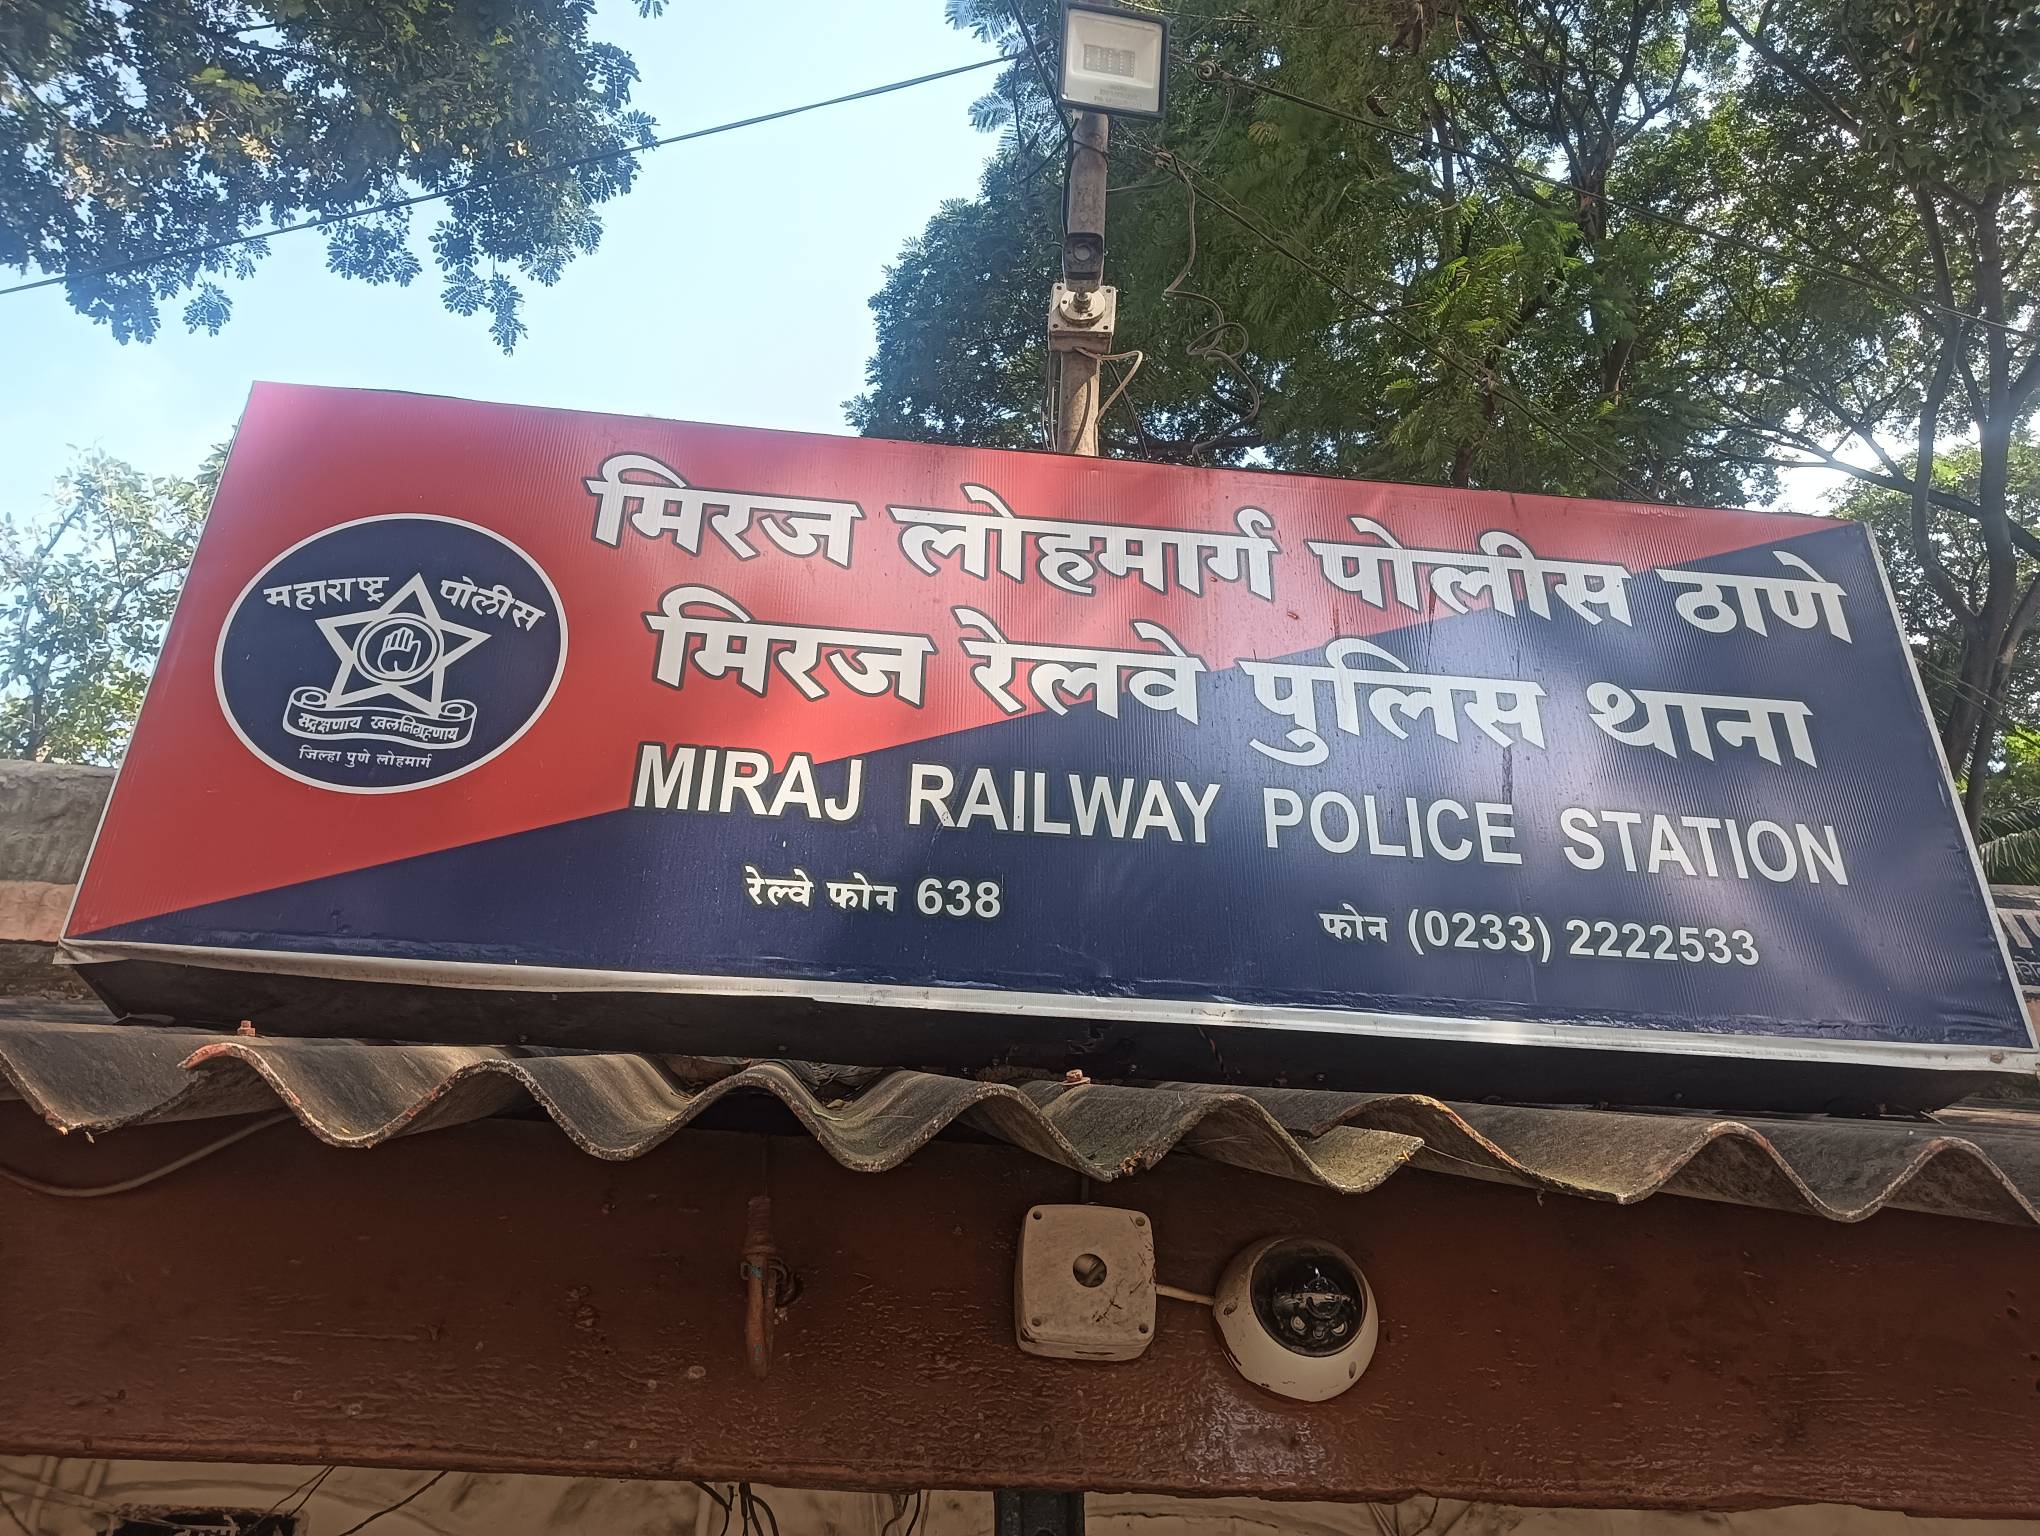 महाराष्ट्र पोलीस
सद्रक्षणाय खलनिग्रहणाय
जिल्हा पुणे लोहमार्ग
मिरज लोहमार्ग पोलीस ठाणे
मिरज रेलवे पुलिस थाना
MIRAJ RAILWAY POLICE STATION
रेल्वे फोन 638
फोन (0233) 2222533